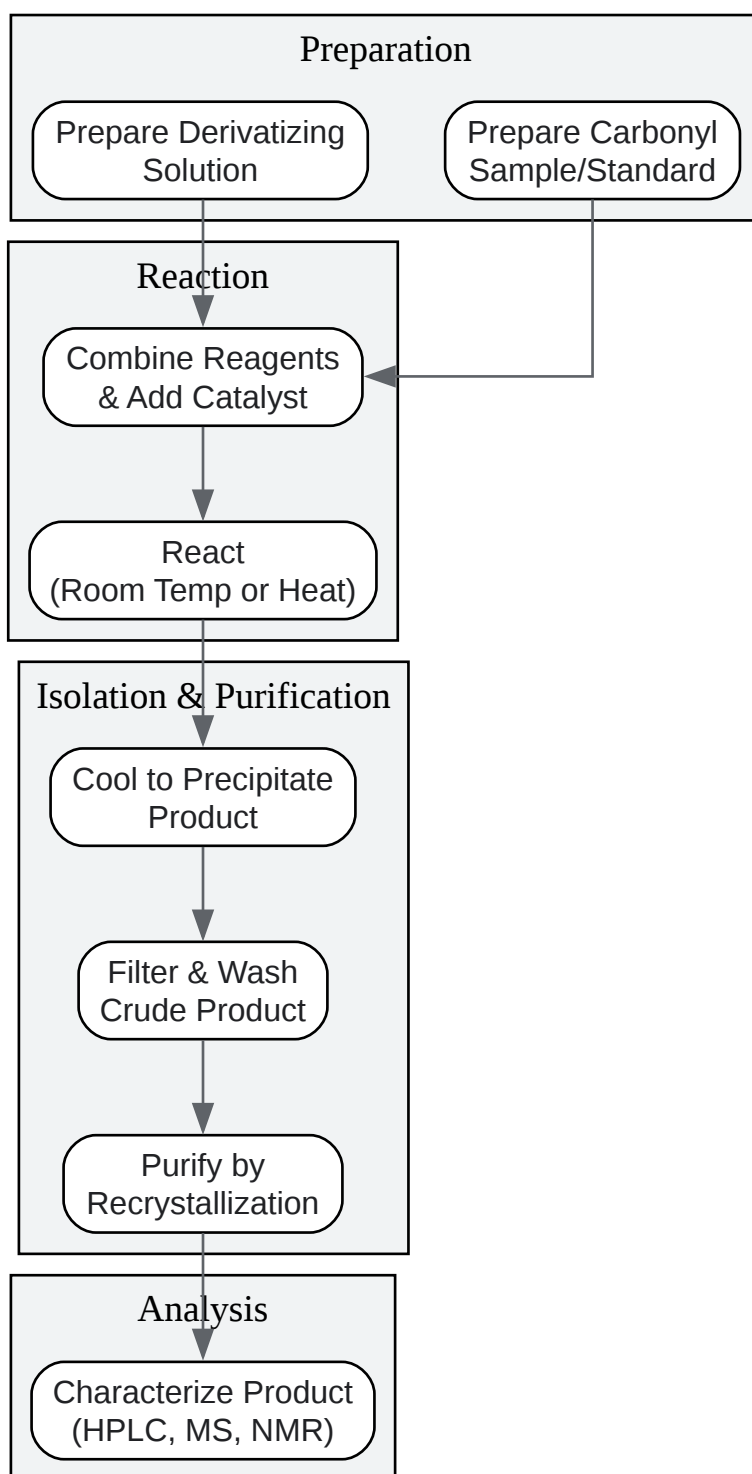 Preparation
Prepare Derivatizing
Solution
Prepare Carbonyl
Sample/Standard
Reaction
Combine Reagents
& Add Catalyst
React
(Room Temp or Heat)
Isolation & Purification
Cool to Precipitate
Product
Filter & Wash
Crude Product
Purify by
Recrystallization
Analysis
Characterize Product
(HPLC, MS, NMR)